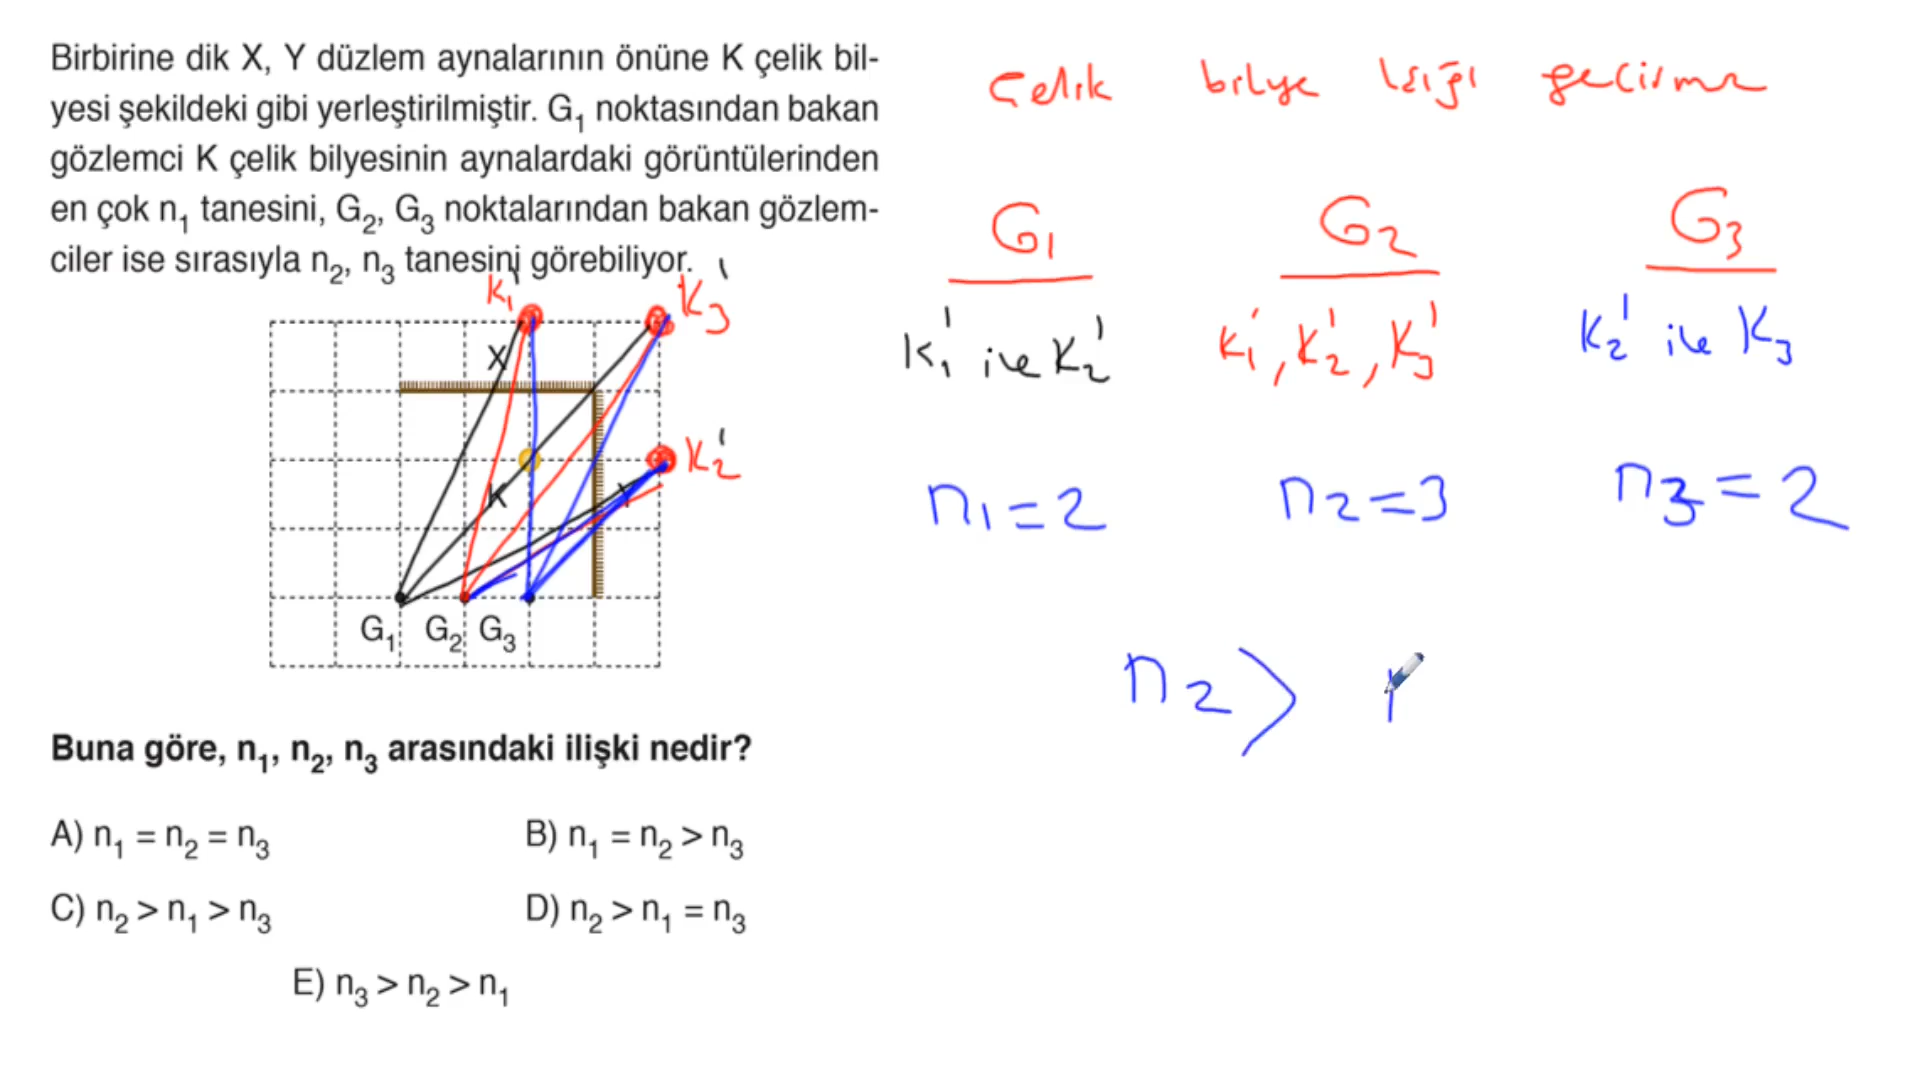 Birbirine dik X, Y düzlem aynalarının önüne K çelik bil-
yesi şekildeki gibi yerleştirilmiştir. G₁ noktasından bakan
gözlemci K çelik bilyesinin aynalardaki görüntülerinden
en çok n₁ tanesini, G₂, G₃ noktalarından bakan gözlem-
ciler ise sırasıyla n₂, n₃ tanesini görebiliyor.
K₁'
K₃'
X
K₂'
K
Y
G₁ G₂ G₃
Buna göre, n₁, n₂, n₃ arasındaki ilişki nedir?
A) n₁ = n₂ = n₃
B) n₁ = n₂ > n₃
C) n₂ > n₁ > n₃
D) n₂ > n₁ = n₃
E) n₃ > n₂ > n₁
Çelik bilye ışığı geçirmez
G₁ G₂ G₃
K₁' ile K₂'
K₁', K₂', K₃'
K₂' ile K₃
n₁=2
n₂=3
n₃=2
n₂ >